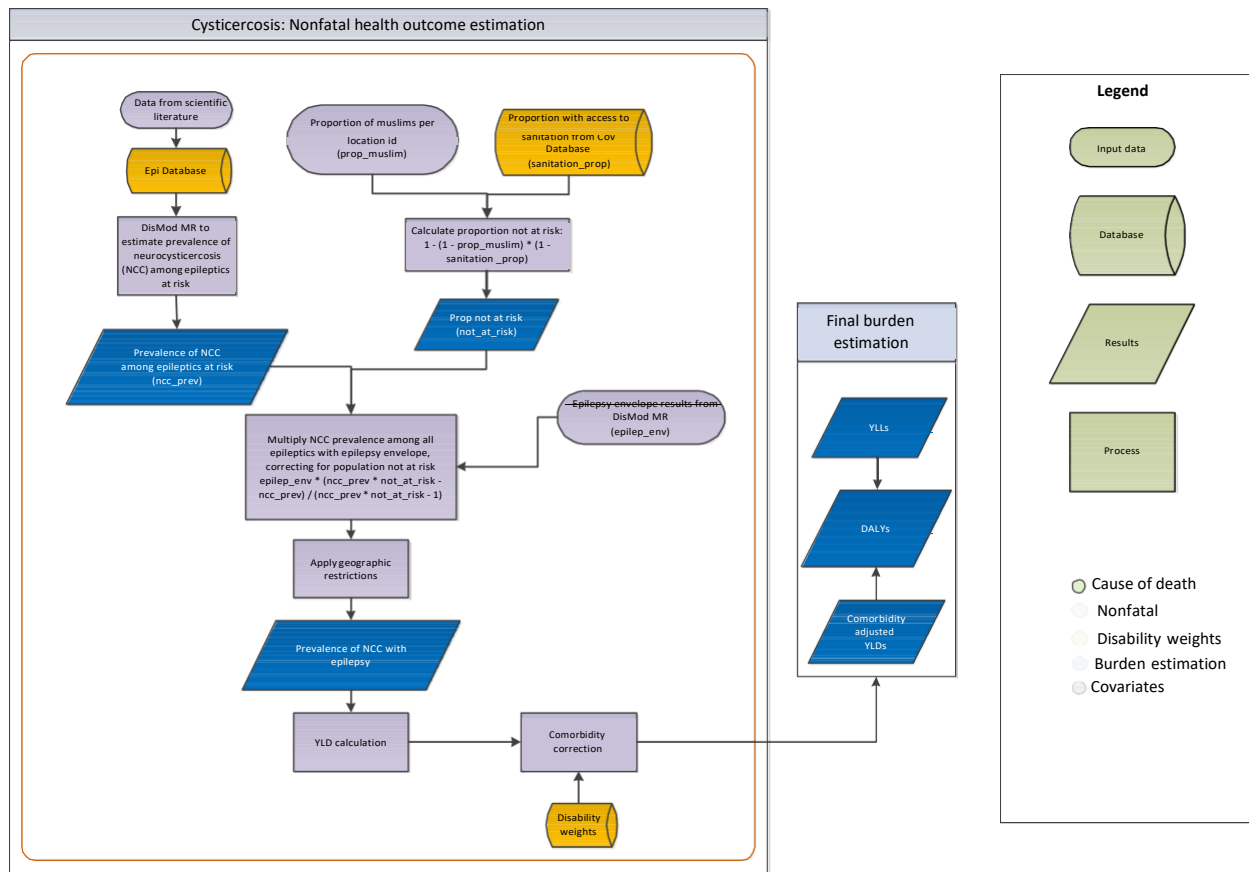 Cysticercosis: Nonfatal health outcome estimation
Data from scientific
literature
Epi Database
DisMod MR to
estimate prevalence of
neurocysticercosis
(NCC) among epileptics
at risk
Prevalence of NCC
among epileptics at risk
(ncc_prev)
Proportion of muslims per
location id
(prop_muslim)
Proportion with access to
sanitation from Cov
Database
(sanitation_prop)
Calculate proportion not at risk:
1 - (1 - prop_muslim) * (1 -
sanitation _prop)
Prop not at risk
(not_at_risk)
Epilepsy envelope results from
DisMod MR
(epilep_env)
Multiply NCC prevalence among all
epileptics with epilepsy envelope,
correcting for population not at risk
epilep_env * (ncc_prev * not_at_risk -
ncc_prev) / (ncc_prev * not_at_risk - 1)
Apply geographic
restrictions
Prevalence of NCC with
epilepsy
YLD calculation
Comorbidity
correction
Disability
weights
Final burden
estimation
YLLs
DALYs
Comorbidity
adjusted
YLDs
Legend
Input data
Database
Results
Process
Cause of death
Nonfatal
Disability weights
Burden estimation
Covariates